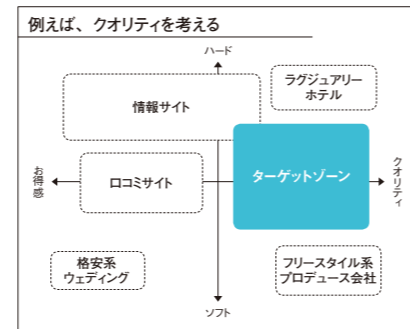 例えば、クオリティを考える
ハード
ラグジュアリー
ホテル
情報サイト
お得感
口コミサイト
ターゲットゾーン
クオリティ
格安系
ウェディング
フリースタイル系
プロデュース会社
ソフト